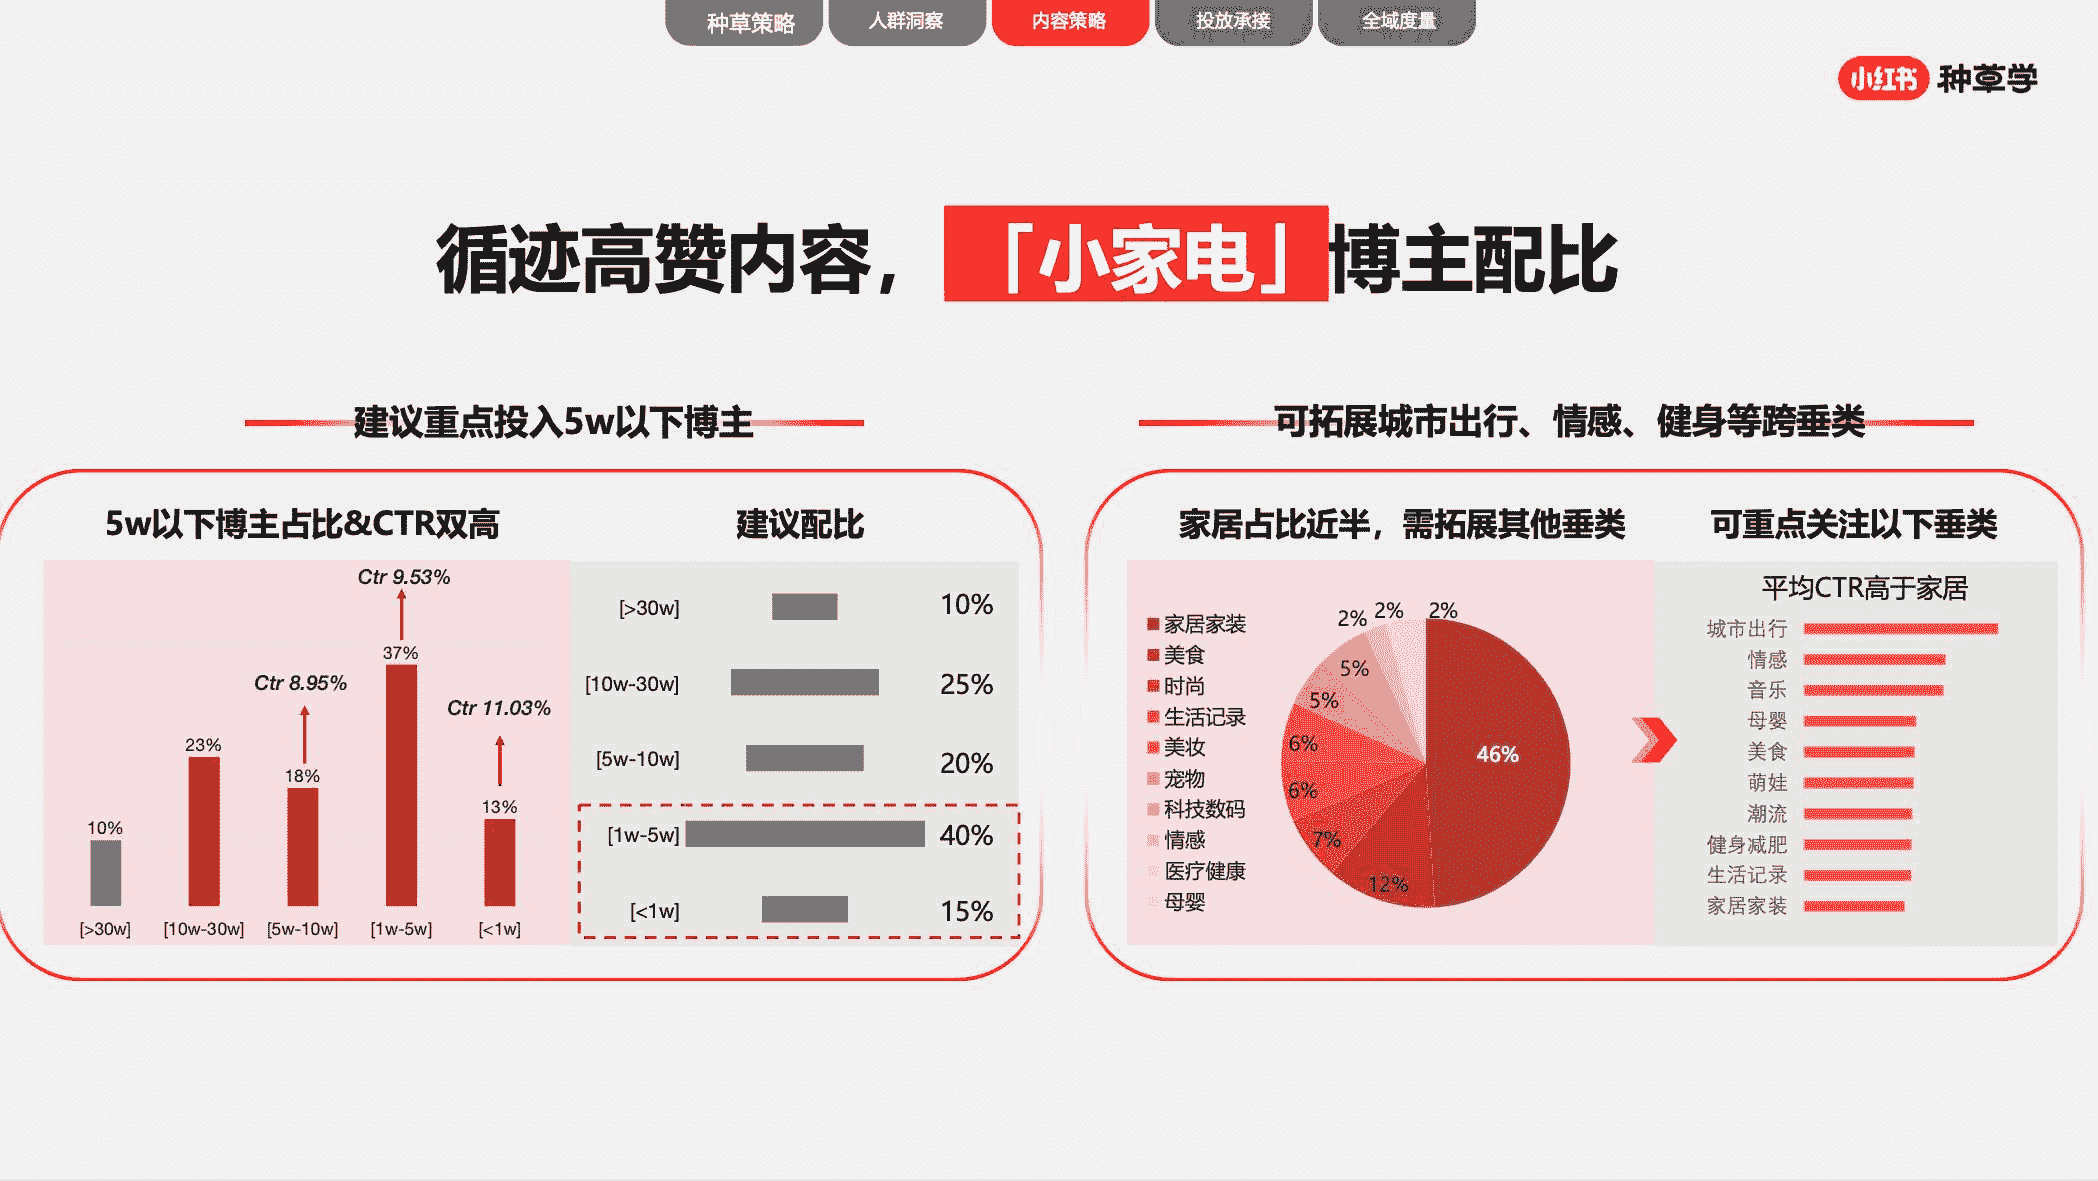 种草策略
人群洞察
内容策略
投放承接
全域度量
小红书 种草学
循迹高赞内容，「小家电」博主配比
建议重点投入5w以下博主
5w以下博主占比&CTR双高
建议配比
Ctr 9.53%
37%
Ctr 8.95%
Ctr 11.03%
23%
18%
13%
10%
[>30w]
[10w-30w]
[5w-10w]
[1w-5w]
[<1w]
[>30w] 10%
[10w-30w] 25%
[5w-10w] 20%
[1w-5w] 40%
[<1w] 15%
可拓展城市出行、情感、健身等跨垂类
家居占比近半，需拓展其他垂类
可重点关注以下垂类
家居家装
美食
时尚
生活记录
美妆
宠物
科技数码
情感
医疗健康
母婴
46%
12%
7%
6%
6%
5%
5%
2%
2%
2%
平均CTR高于家居
城市出行
情感
音乐
母婴
美食
萌娃
潮流
健身减肥
生活记录
家居家装